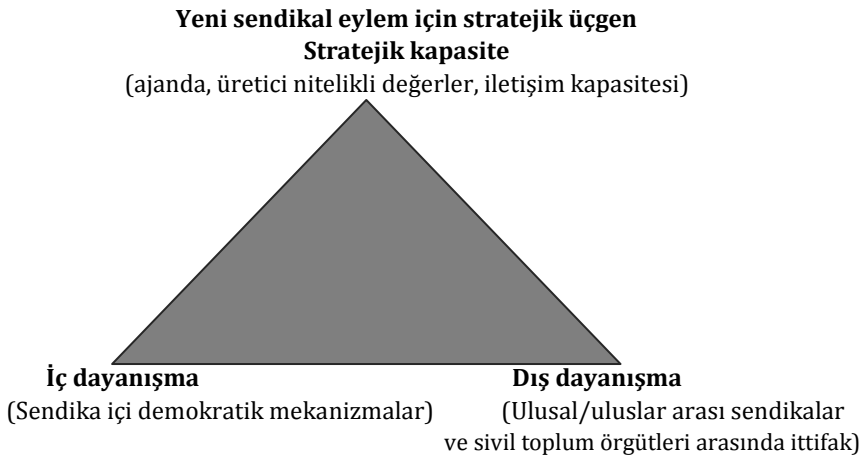 Yeni sendikal eylem için stratejik üçgen
Stratejik kapasite
(ajanda, üretici nitelikli değerler, iletişim kapasitesi)
İç dayanışma
(Sendika içi demokratik mekanizmalar)
Dış dayanışma
(Ulusal/uluslar arası sendikalar
ve sivil toplum örgütleri arasında ittifak)